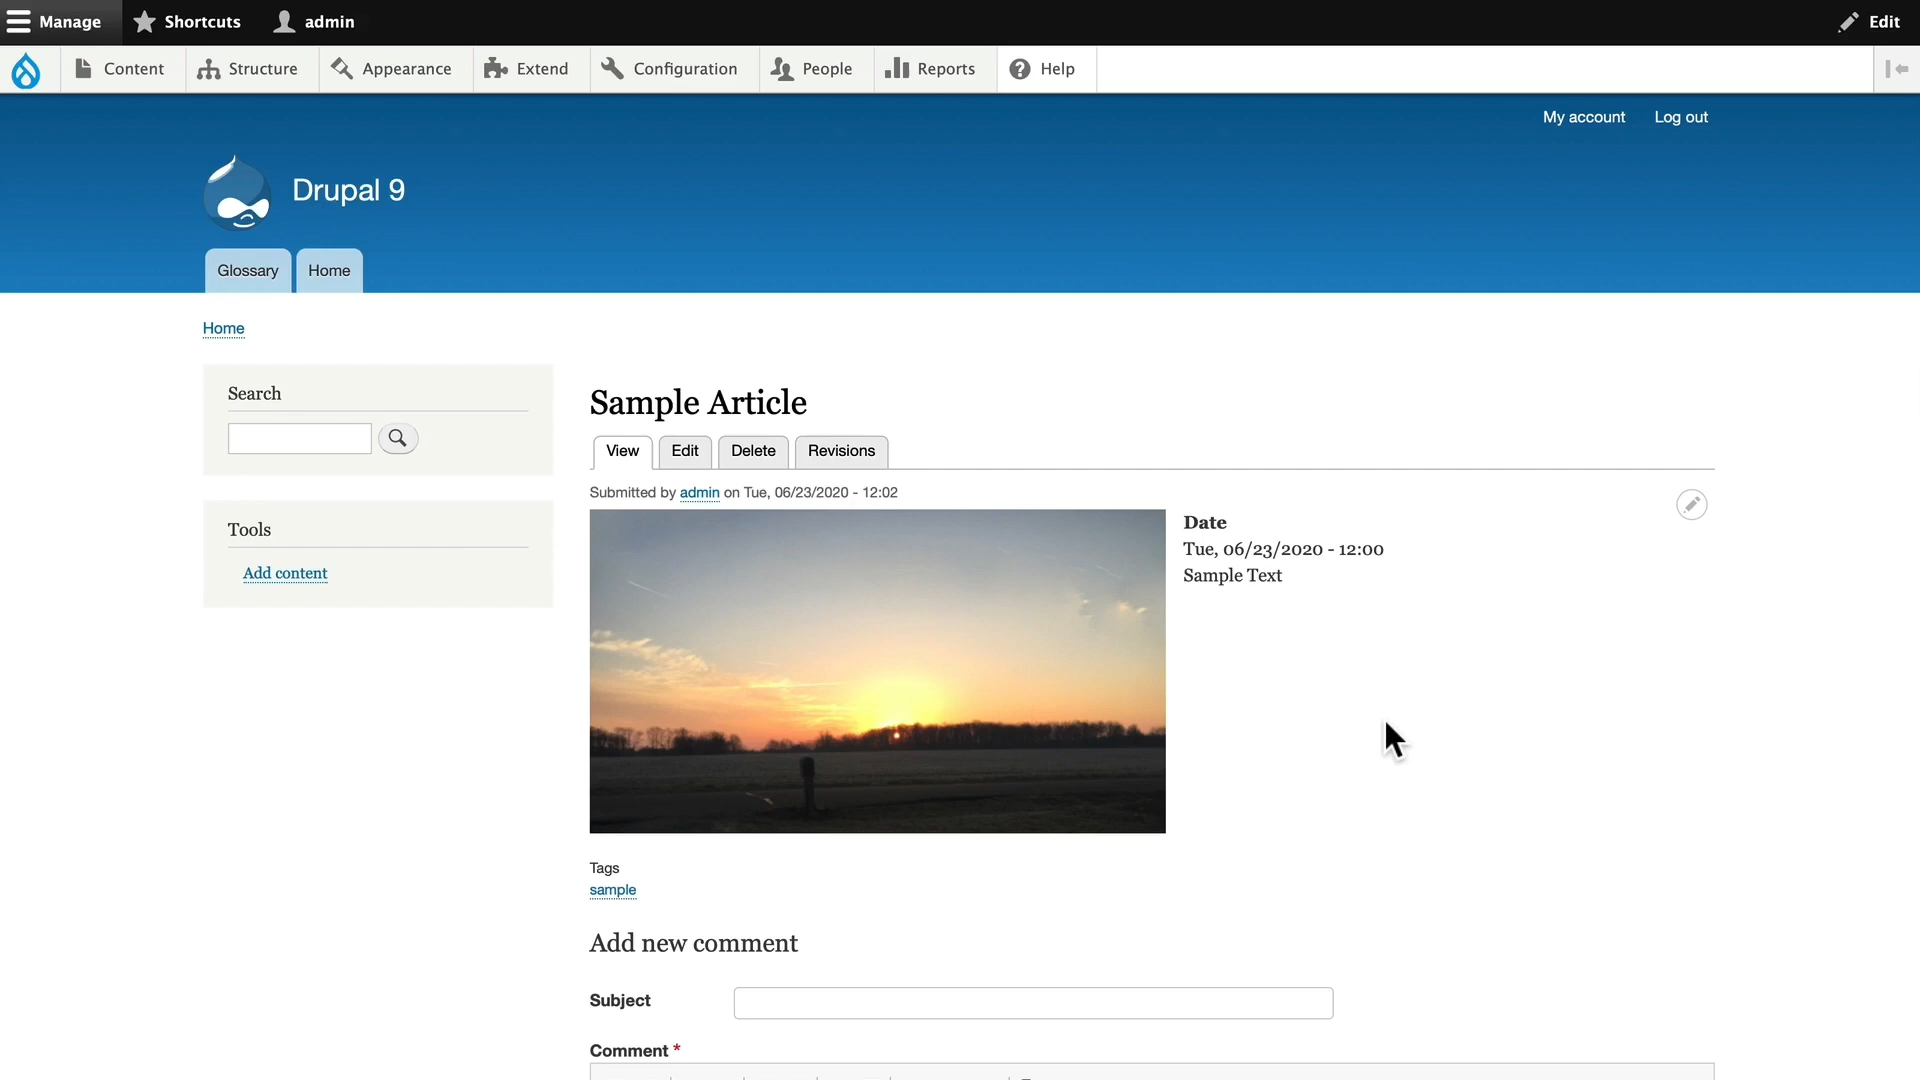 Manage Shortcuts admin Edit
Content Structure Appearance Extend Configuration People Reports Help
My account Log out
Drupal 9
Glossary Home
Home
Search
Tools
Add content
Sample Article
View Edit Delete Revisions
Submitted by admin on Tue, 06/23/2020 - 12:02
Date
Tue, 06/23/2020 - 12:00
Sample Text
Tags
sample
Add new comment
Subject
Comment *